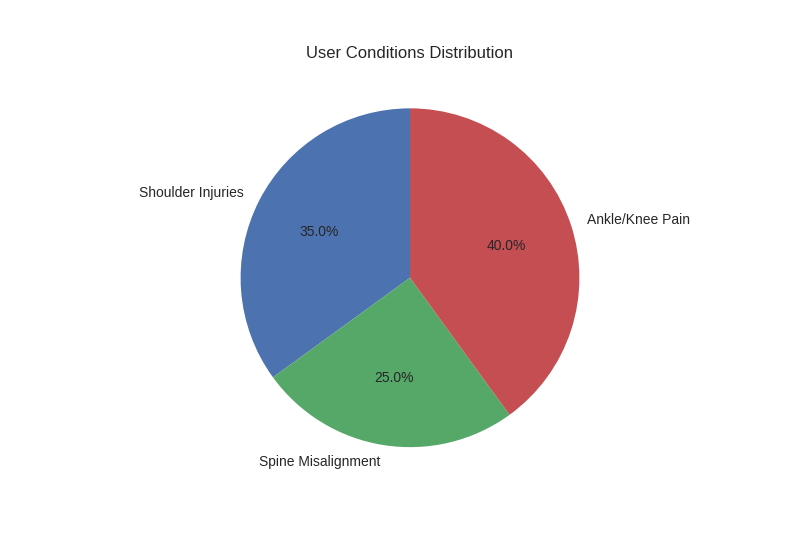 User Conditions Distribution
Shoulder Injuries
35.0%
Ankle/Knee Pain
40.0%
25.0%
Spine Misalignment